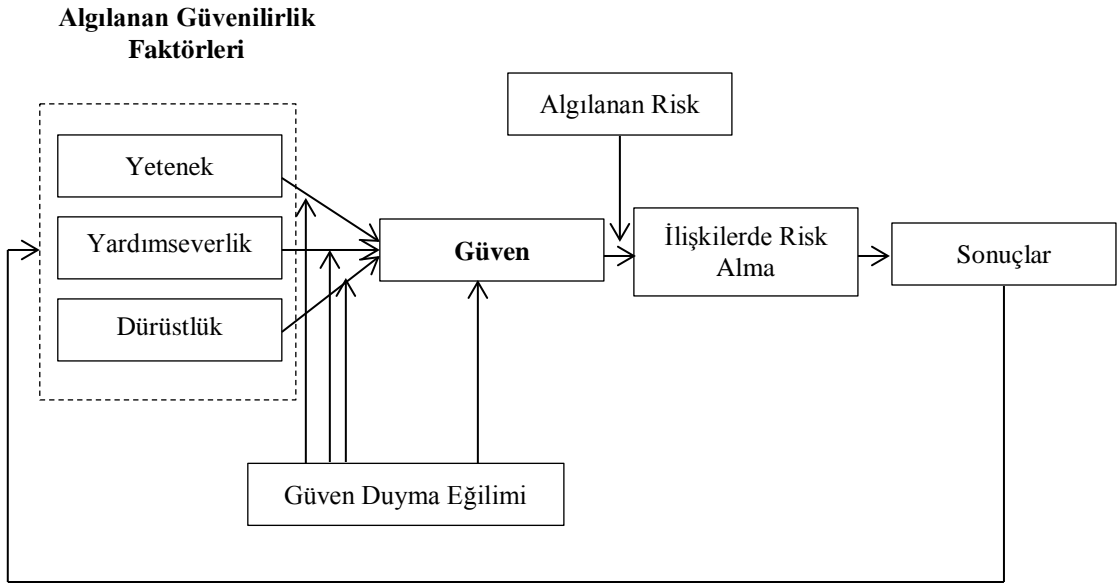 Algılanan Güvenilirlik
Faktörleri
Algılanan Risk
Yetenek
Yardımseverlik
Güven
İlişkilerde Risk
Alma
Sonuçlar
Dürüstlük
Güven Duyma Eğilimi